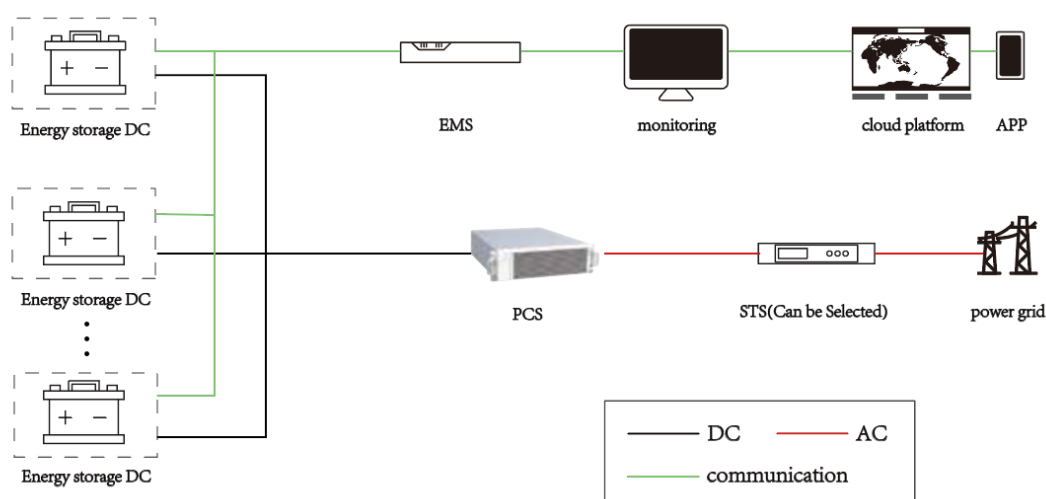 Energy storage DC
EMS
monitoring
cloud platform
APP
Energy storage DC
PCS
STS(Can be Selected)
power grid
Energy storage DC
DC
AC
communication